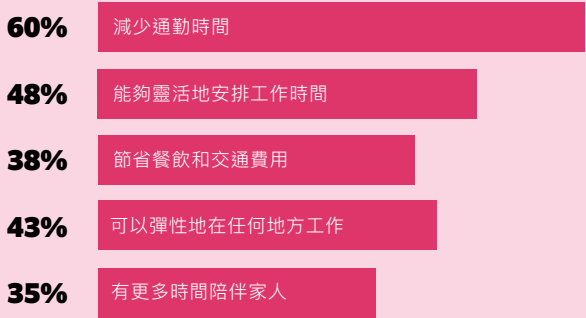 60% 減少通勤時間
48% 能夠靈活地安排工作時間
38% 節省餐飲和交通費用
43% 可以彈性地在任何地方工作
35% 有更多時間陪伴家人